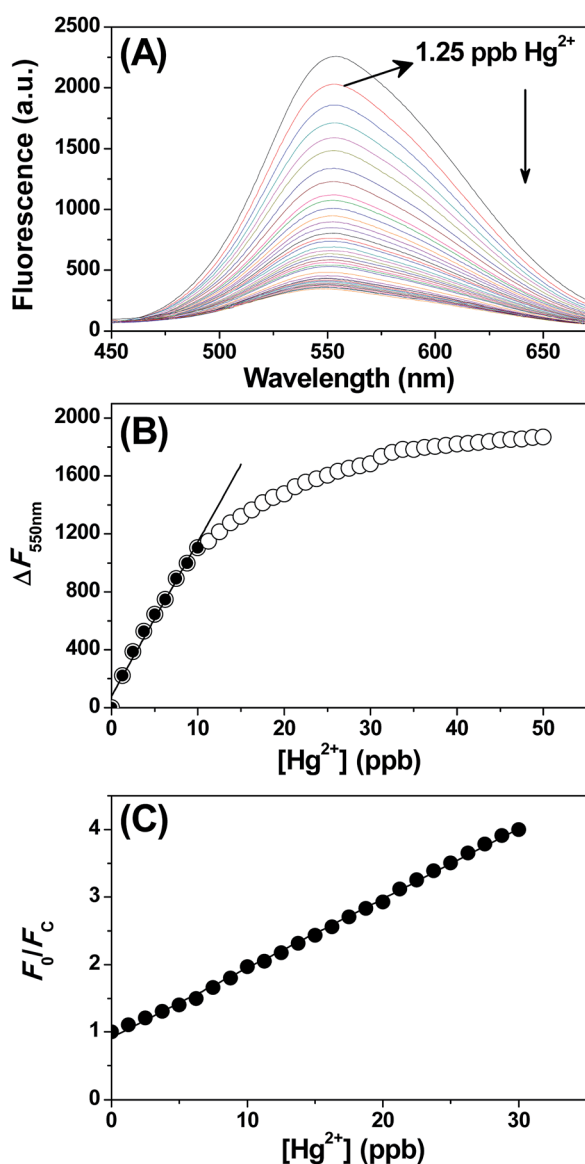 (A)
1.25 ppb Hg²⁺
Fluorescence (a.u.)
2500
2000
1500
1000
500
0
450 500 550 600 650
Wavelength (nm)
(B)
ΔF550nm
2000
1600
1200
800
400
0
0 10 20 30 40 50
[Hg²⁺] (ppb)
(C)
F₀/F_C
4
3
2
1
0
0 10 20 30
[Hg²⁺] (ppb)